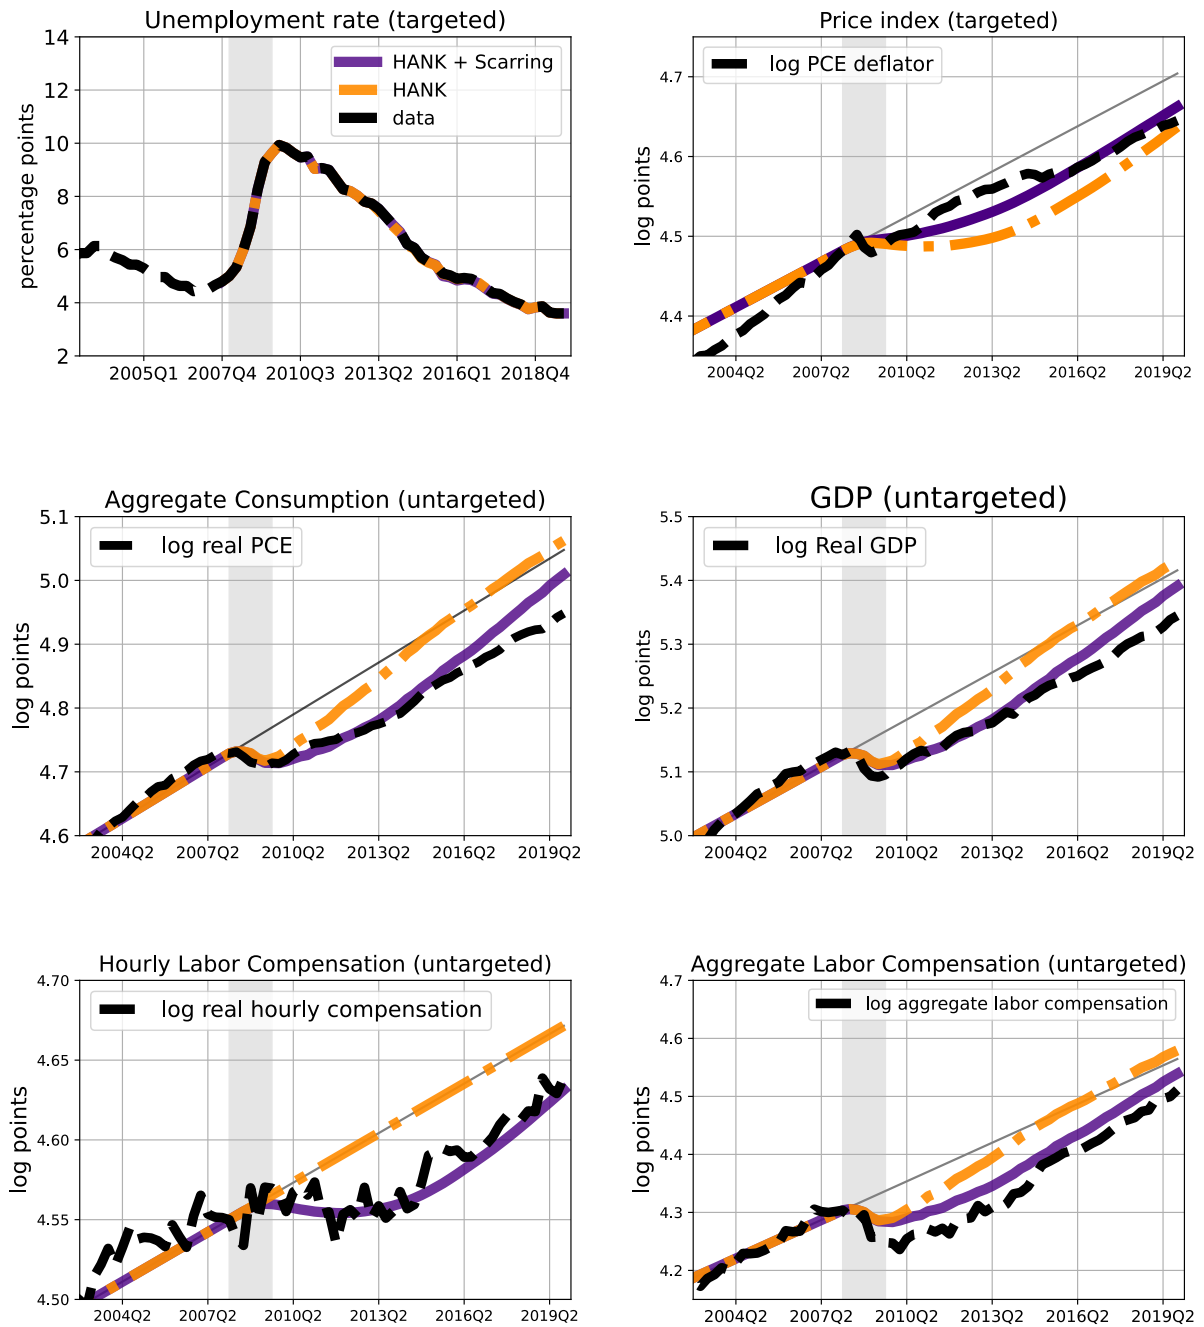 Unemployment rate (targeted)
percentage points
14
12
10
8
6
4
2
HANK + Scarring
HANK
data
2005Q1 2007Q4 2010Q3 2013Q2 2016Q1 2018Q4
Price index (targeted)
log points
4.7
4.6
4.5
4.4
log PCE deflator
2004Q2 2007Q2 2010Q2 2013Q2 2016Q2 2019Q2
Aggregate Consumption (untargeted)
log points
5.1
5.0
4.9
4.8
4.7
4.6
log real PCE
2004Q2 2007Q2 2010Q2 2013Q2 2016Q2 2019Q2
GDP (untargeted)
log points
5.5
5.4
5.3
5.2
5.1
5.0
log Real GDP
2004Q2 2007Q2 2010Q2 2013Q2 2016Q2 2019Q2
Hourly Labor Compensation (untargeted)
log points
4.70
4.65
4.60
4.55
4.50
log real hourly compensation
2004Q2 2007Q2 2010Q2 2013Q2 2016Q2 2019Q2
Aggregate Labor Compensation (untargeted)
log points
4.7
4.6
4.5
4.4
4.3
4.2
log aggregate labor compensation
2004Q2 2007Q2 2010Q2 2013Q2 2016Q2 2019Q2